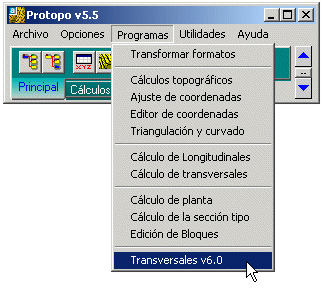 Protopo v5.5
Archivo Opciones Programas Utilidades Ayuda
Transformar formatos
XYZ
Principal Cálculos
Cálculos topográficos
Ajuste de coordenadas
Editor de coordenadas
Triangulación y curvado
Cálculo de Longitudinales
Cálculo de transversales
Cálculo de planta
Cálculo de la sección tipo
Edición de Bloques
Transversales v6.0